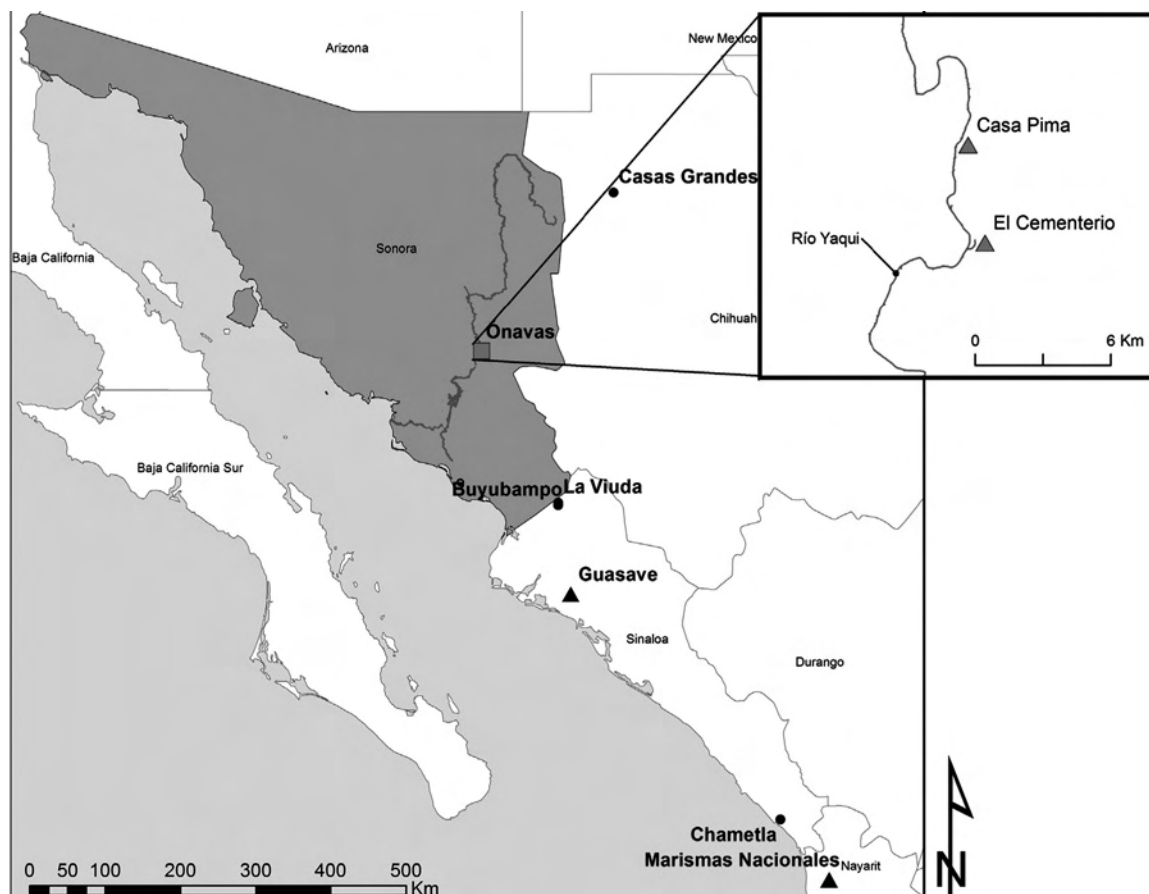 Arizona
New Mexico
Casa Pima
Casas Grandes
El Cementerio
Río Yaqui
Sonora
Baja California
Chihuah
0 6 Km
Onavas
Baja California Sur
Buyubampo La Viuda
Guasave
Sinaloa
Durango
Chametla
Marismas Nacionales
Nayarit
N
0 50 100 200 300 400 500
Km